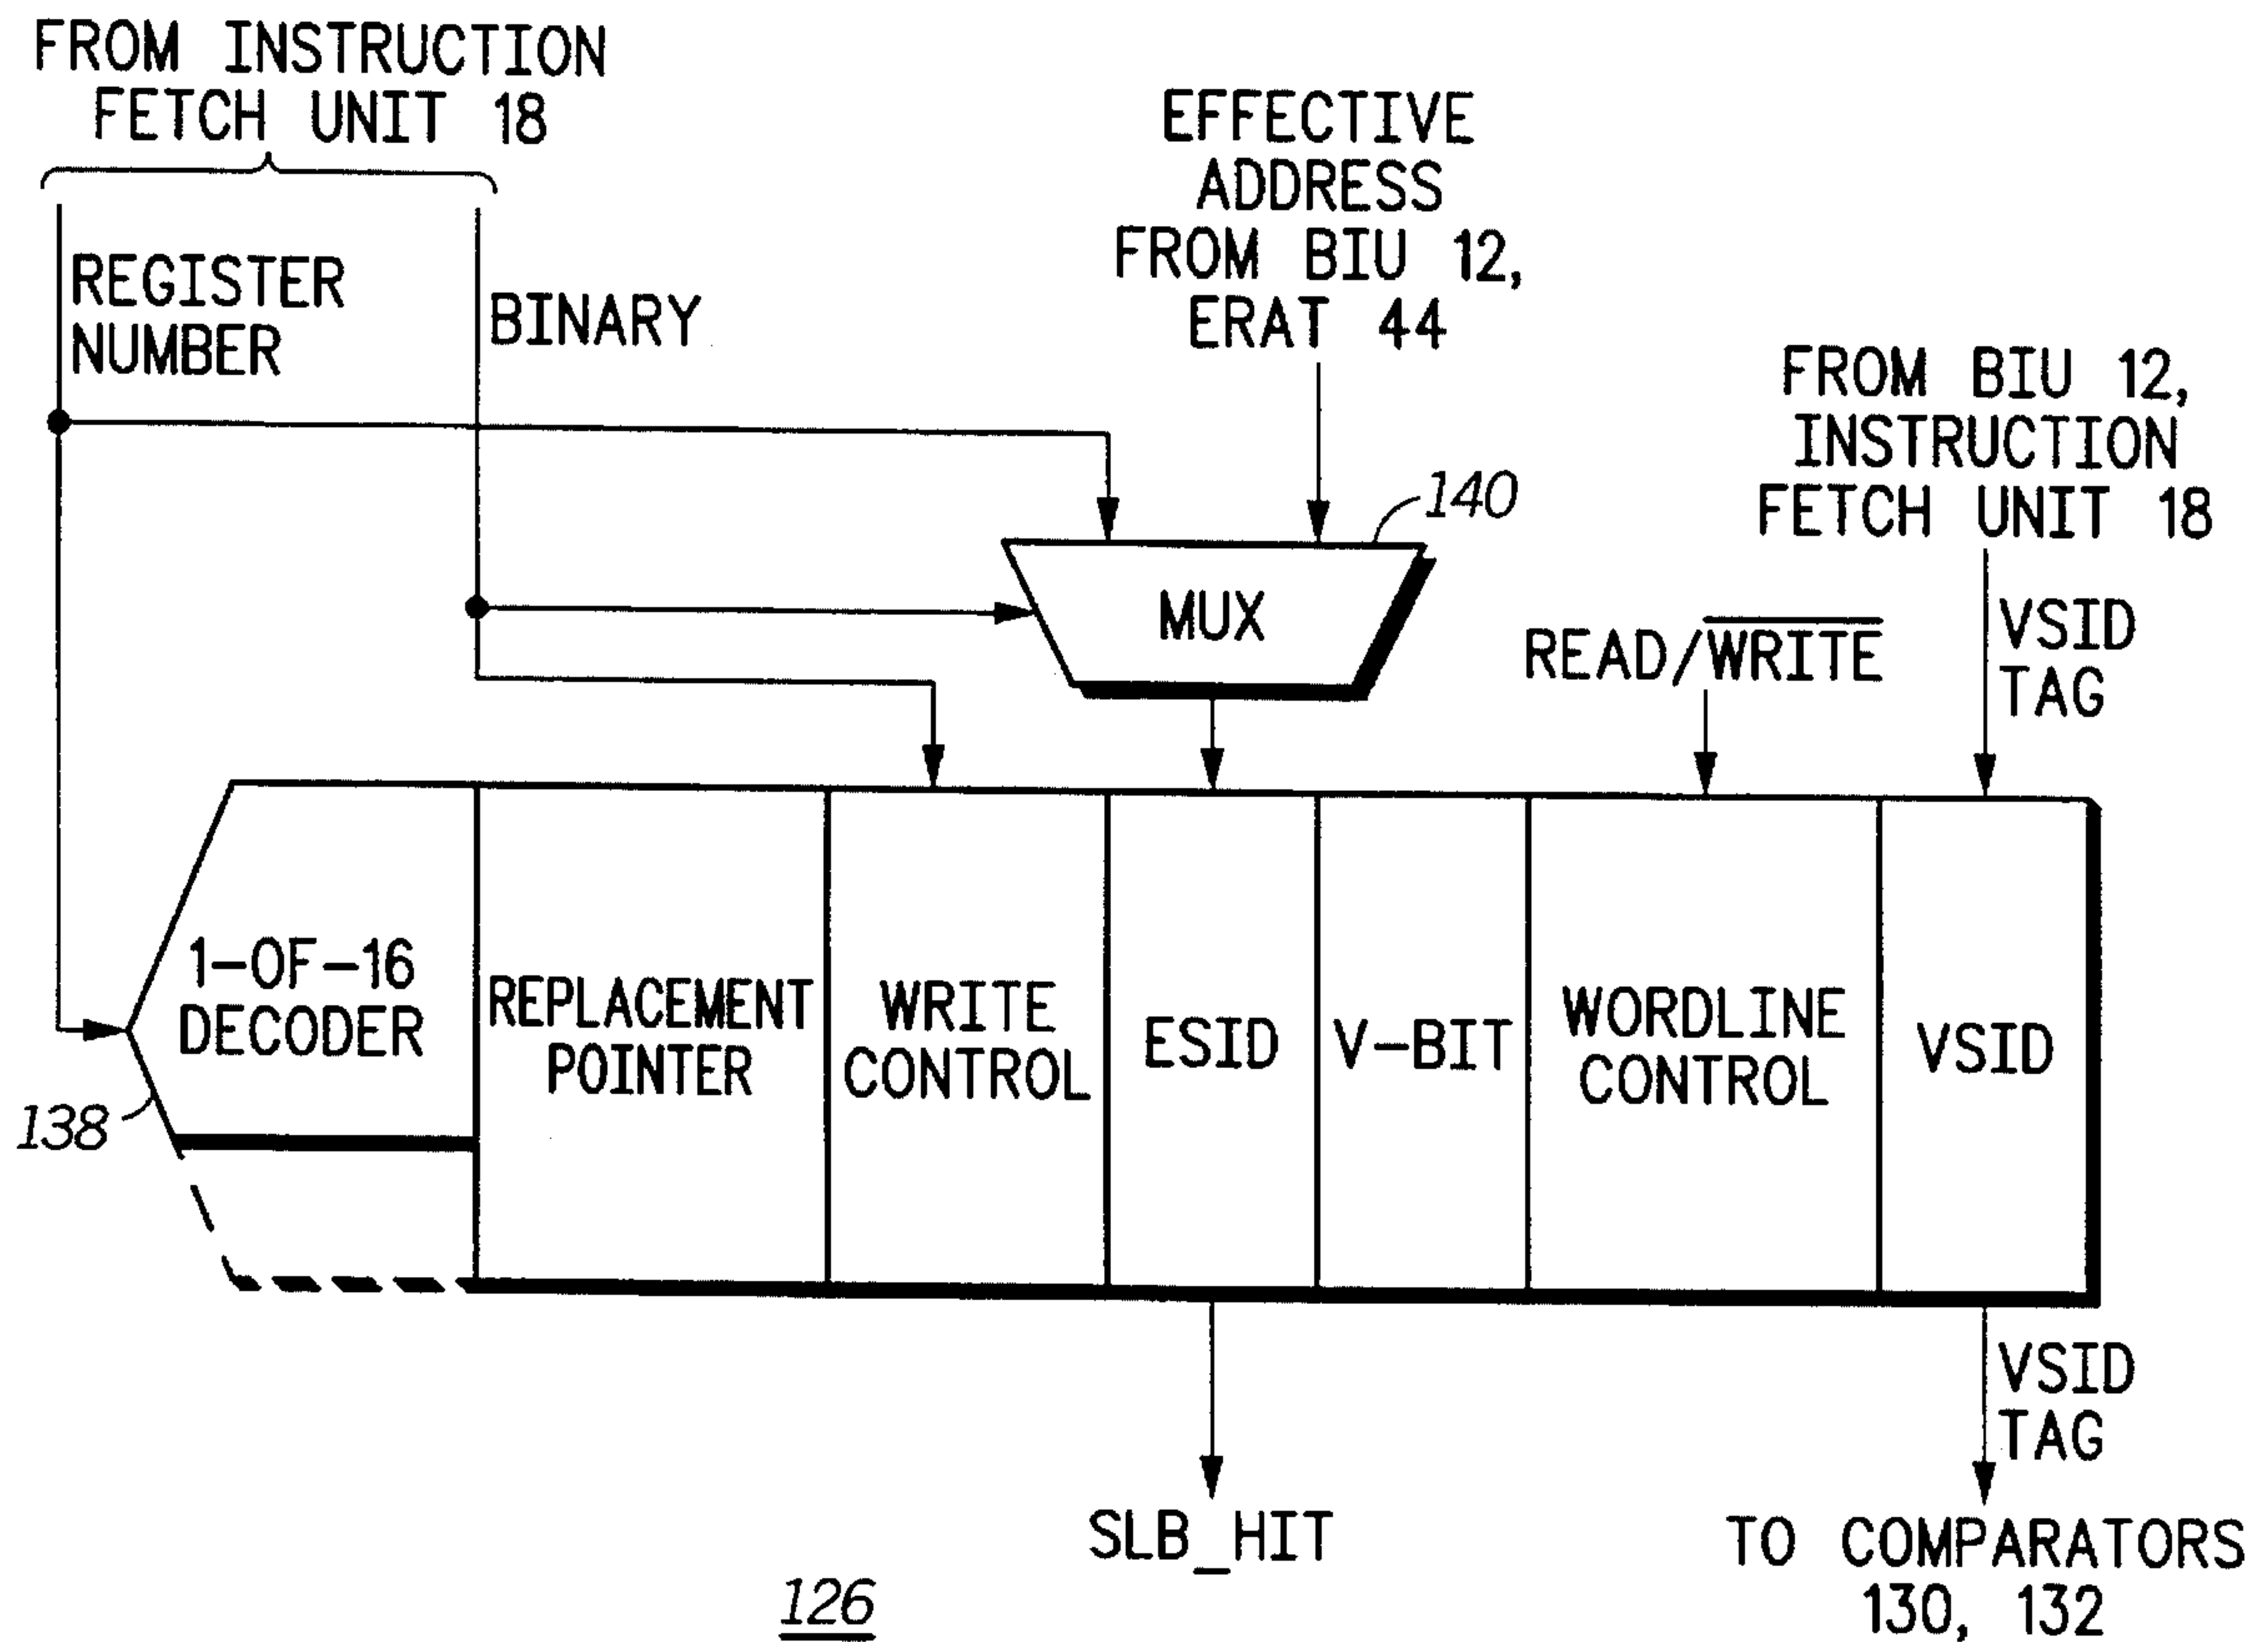 FROM INSTRUCTION
FETCH UNIT 18
EFFECTIVE
ADDRESS
FROM BIU 12,
ERAT 44
REGISTER
NUMBER
BINARY
FROM BIU 12,
INSTRUCTION
FETCH UNIT 18
140
MUX
READ/WRITE
VSID
TAG
1-OF-16
DECODER
138
REPLACEMENT
POINTER
WRITE
CONTROL
ESID
V-BIT
WORDLINE
CONTROL
VSID
SLB_HIT
VSID
TAG
TO COMPARATORS
130, 132
126